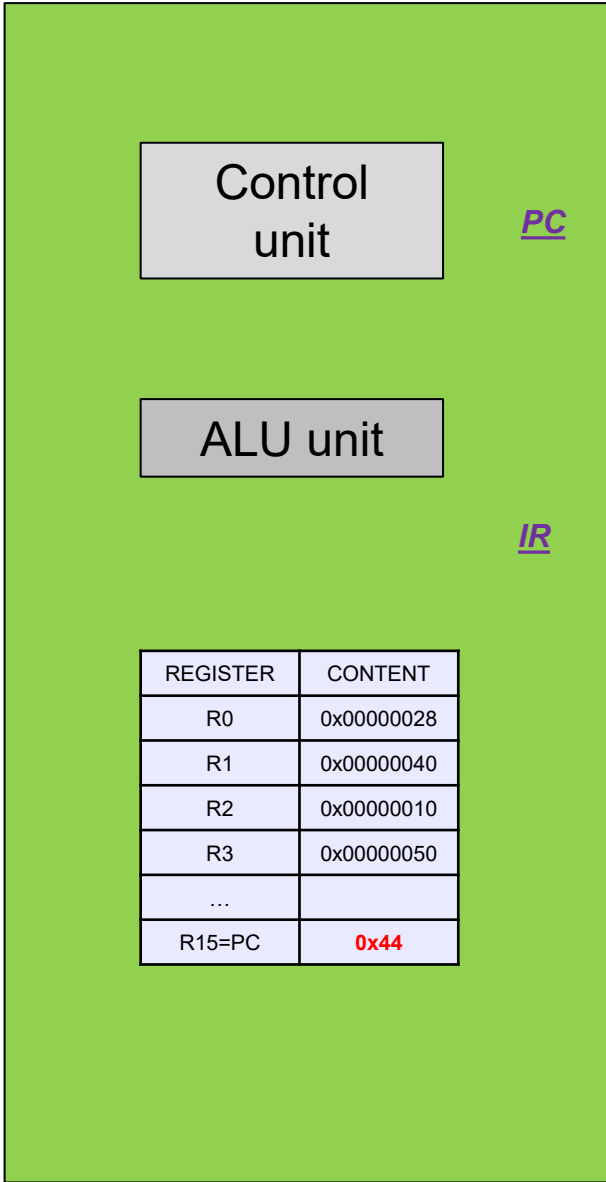 Control
unit
PC
ALU unit
IR
REGISTER CONTENT
R0 0x00000028
R1 0x00000040
R2 0x00000010
R3 0x00000050
…
R15=PC 0x44